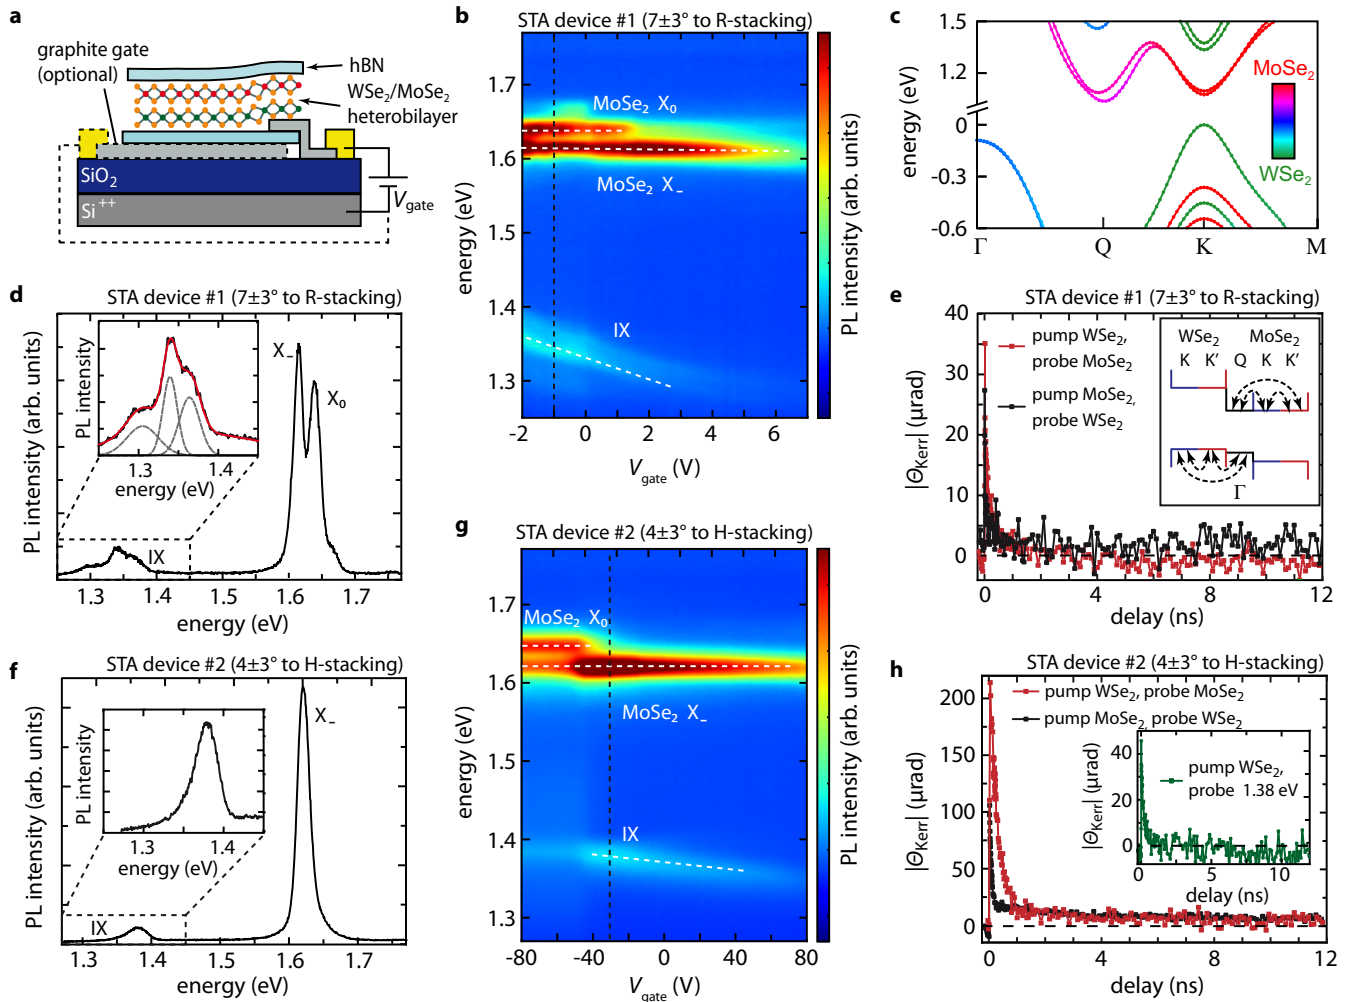 a
graphite gate
(optional)
hBN
WSe₂/MoSe₂
heterobilayer
SiO₂
Si⁺⁺
V_gate
b
STA device #1 (7±3° to R-stacking)
MoSe₂ X₀
MoSe₂ X₋
IX
energy (eV)
1.7
1.6
1.5
1.4
1.3
-2 0 2 4 6
V_gate (V)
PL intensity (arb. units)
c
energy (eV)
1.5
1.2
0
-0.3
-0.6
Γ Q K M
MoSe₂
WSe₂
d
STA device #1 (7±3° to R-stacking)
PL intensity (arb. units)
PL intensity
1.3 1.4
energy (eV)
X₋
X₀
IX
1.3 1.4 1.5 1.6 1.7
energy (eV)
e
STA device #1 (7±3° to R-stacking)
|Θ_Kerr| (μrad)
40
30
20
10
0
pump WSe₂,
probe MoSe₂
pump MoSe₂,
probe WSe₂
WSe₂ MoSe₂
K K' Q K K'
Γ
0 4 8 12
delay (ns)
f
STA device #2 (4±3° to H-stacking)
PL intensity (arb. units)
PL intensity
1.3 1.4
energy (eV)
X₋
IX
1.3 1.4 1.5 1.6 1.7
energy (eV)
g
STA device #2 (4±3° to H-stacking)
MoSe₂ X₀
MoSe₂ X₋
IX
energy (eV)
1.7
1.6
1.5
1.4
1.3
-80 -40 0 40 80
V_gate (V)
PL intensity (arb. units)
h
STA device #2 (4±3° to H-stacking)
|Θ_Kerr| (μrad)
200
150
100
50
0
pump WSe₂, probe MoSe₂
pump MoSe₂, probe WSe₂
|Θ_Kerr| (μrad)
40
20
0
pump WSe₂,
probe 1.38 eV
0 5 10
delay (ns)
0 4 8 12
delay (ns)